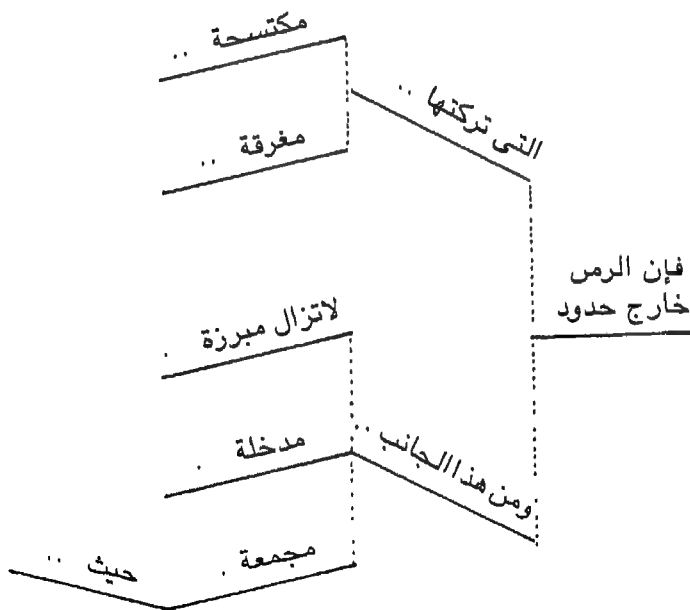 فإن الرمس
خارج حدود
التى تركتها ..
مكتسحة ..
مغرقة ..
ومن هذا الجانب ..
لاتزال مبرزة .
مدخلة .
مجمعة .
حيث ..